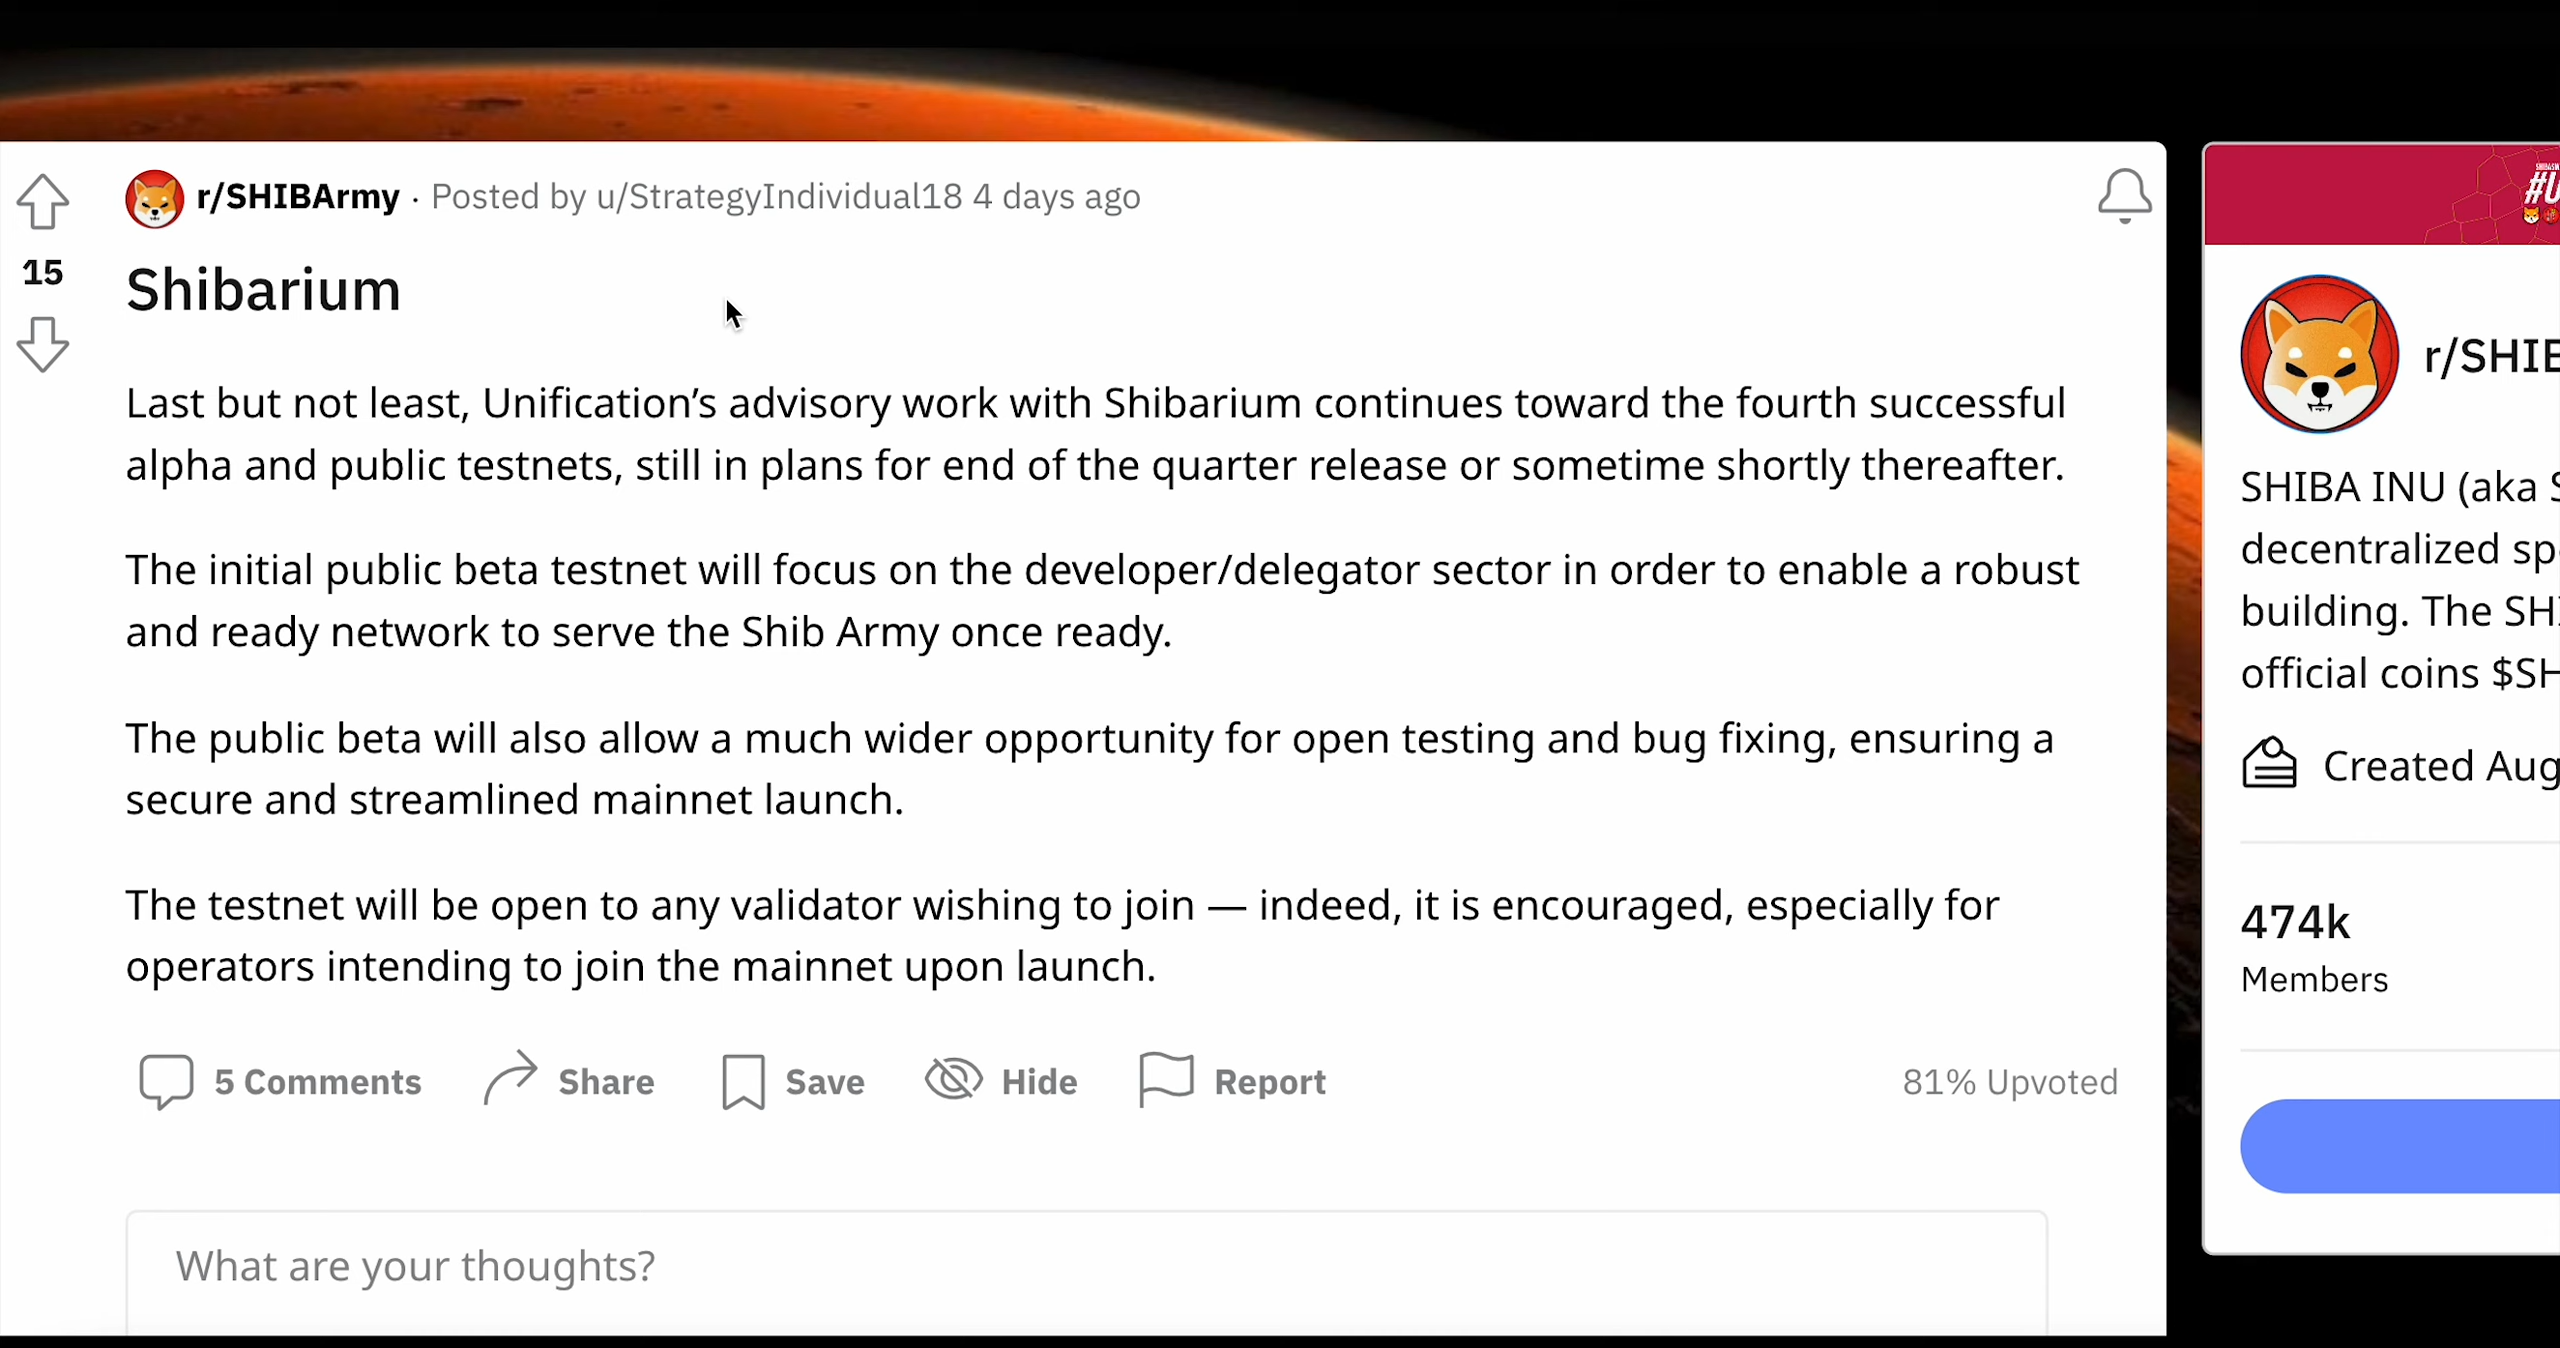 r/SHIBArmy · Posted by u/StrategyIndividual18 4 days ago
15
Shibarium
Last but not least, Unification’s advisory work with Shibarium continues toward the fourth successful
alpha and public testnets, still in plans for end of the quarter release or sometime shortly thereafter.
The initial public beta testnet will focus on the developer/delegator sector in order to enable a robust
and ready network to serve the Shib Army once ready.
The public beta will also allow a much wider opportunity for open testing and bug fixing, ensuring a
secure and streamlined mainnet launch.
The testnet will be open to any validator wishing to join — indeed, it is encouraged, especially for
operators intending to join the mainnet upon launch.
5 Comments Share Save Hide Report 81% Upvoted
What are your thoughts?
#U
r/SHIB
SHIBA INU (aka S
decentralized sp
building. The SH
official coins $SH
Created Aug
474k
Members